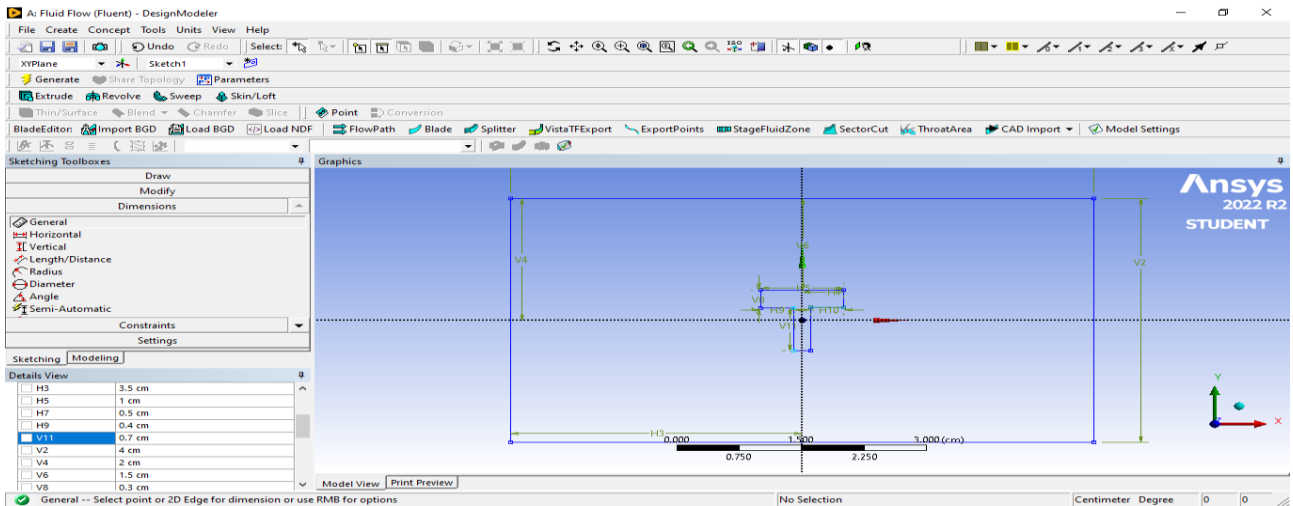 A: Fluid Flow (Fluent) - DesignModeler
File Create Concept Tools Units View Help
Undo Redo Select: ISO
XYPlane Sketch1
Generate Share Topology Parameters
Extrude Revolve Sweep Skin/Loft
Thin/Surface Blend Chamfer Slice Point Conversion
BladeEditor: Import BGD Load BGD Load NDF FlowPath Blade Splitter VistaTFExport ExportPoints StageFluidZone SectorCut ThroatArea CAD Import Model Settings
Sketching Toolboxes
Draw
Modify
Dimensions
General
Horizontal
Vertical
Length/Distance
Radius
Diameter
Angle
Semi-Automatic
Constraints
Settings
Sketching Modeling
Details View
H3 3.5 cm
H5 1 cm
H7 0.5 cm
H9 0.4 cm
V11 0.7 cm
V2 4 cm
V4 2 cm
V6 1.5 cm
V8 0.3 cm
Graphics
Ansys
2022 R2
STUDENT
V6
V4
V2
V8
H9 H10
V11
H3
0.000 1.500 3.000 (cm)
0.750 2.250
Y
X
Model View Print Preview
General -- Select point or 2D Edge for dimension or use RMB for options No Selection Centimeter Degree 0 0